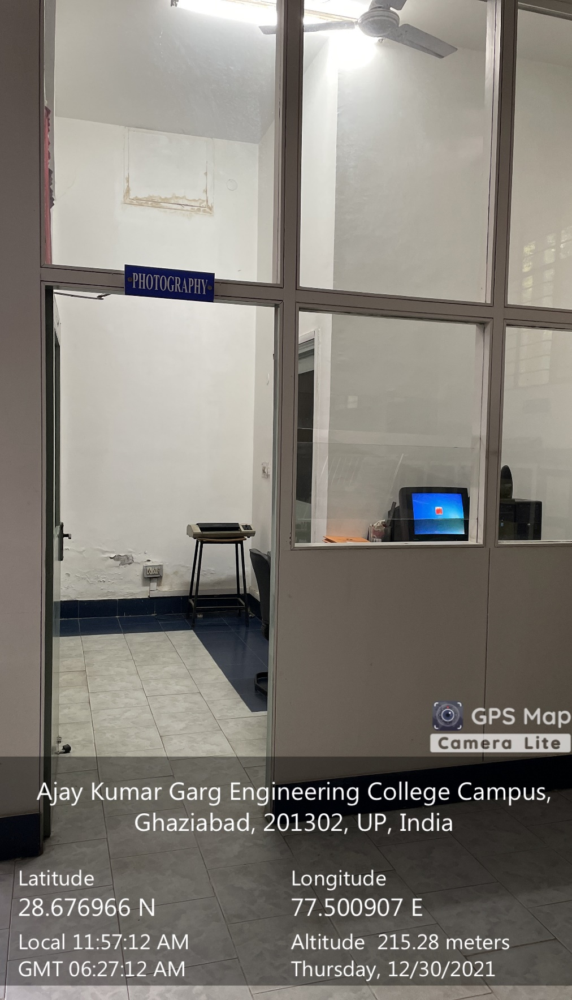 PHOTOGRAPHY
GPS Map
Camera Lite
Ajay Kumar Garg Engineering College Campus,
Ghaziabad, 201302, UP, India
Latitude
28.676966 N
Longitude
77.500907 E
Local 11:57:12 AM
GMT 06:27:12 AM
Altitude 215.28 meters
Thursday, 12/30/2021